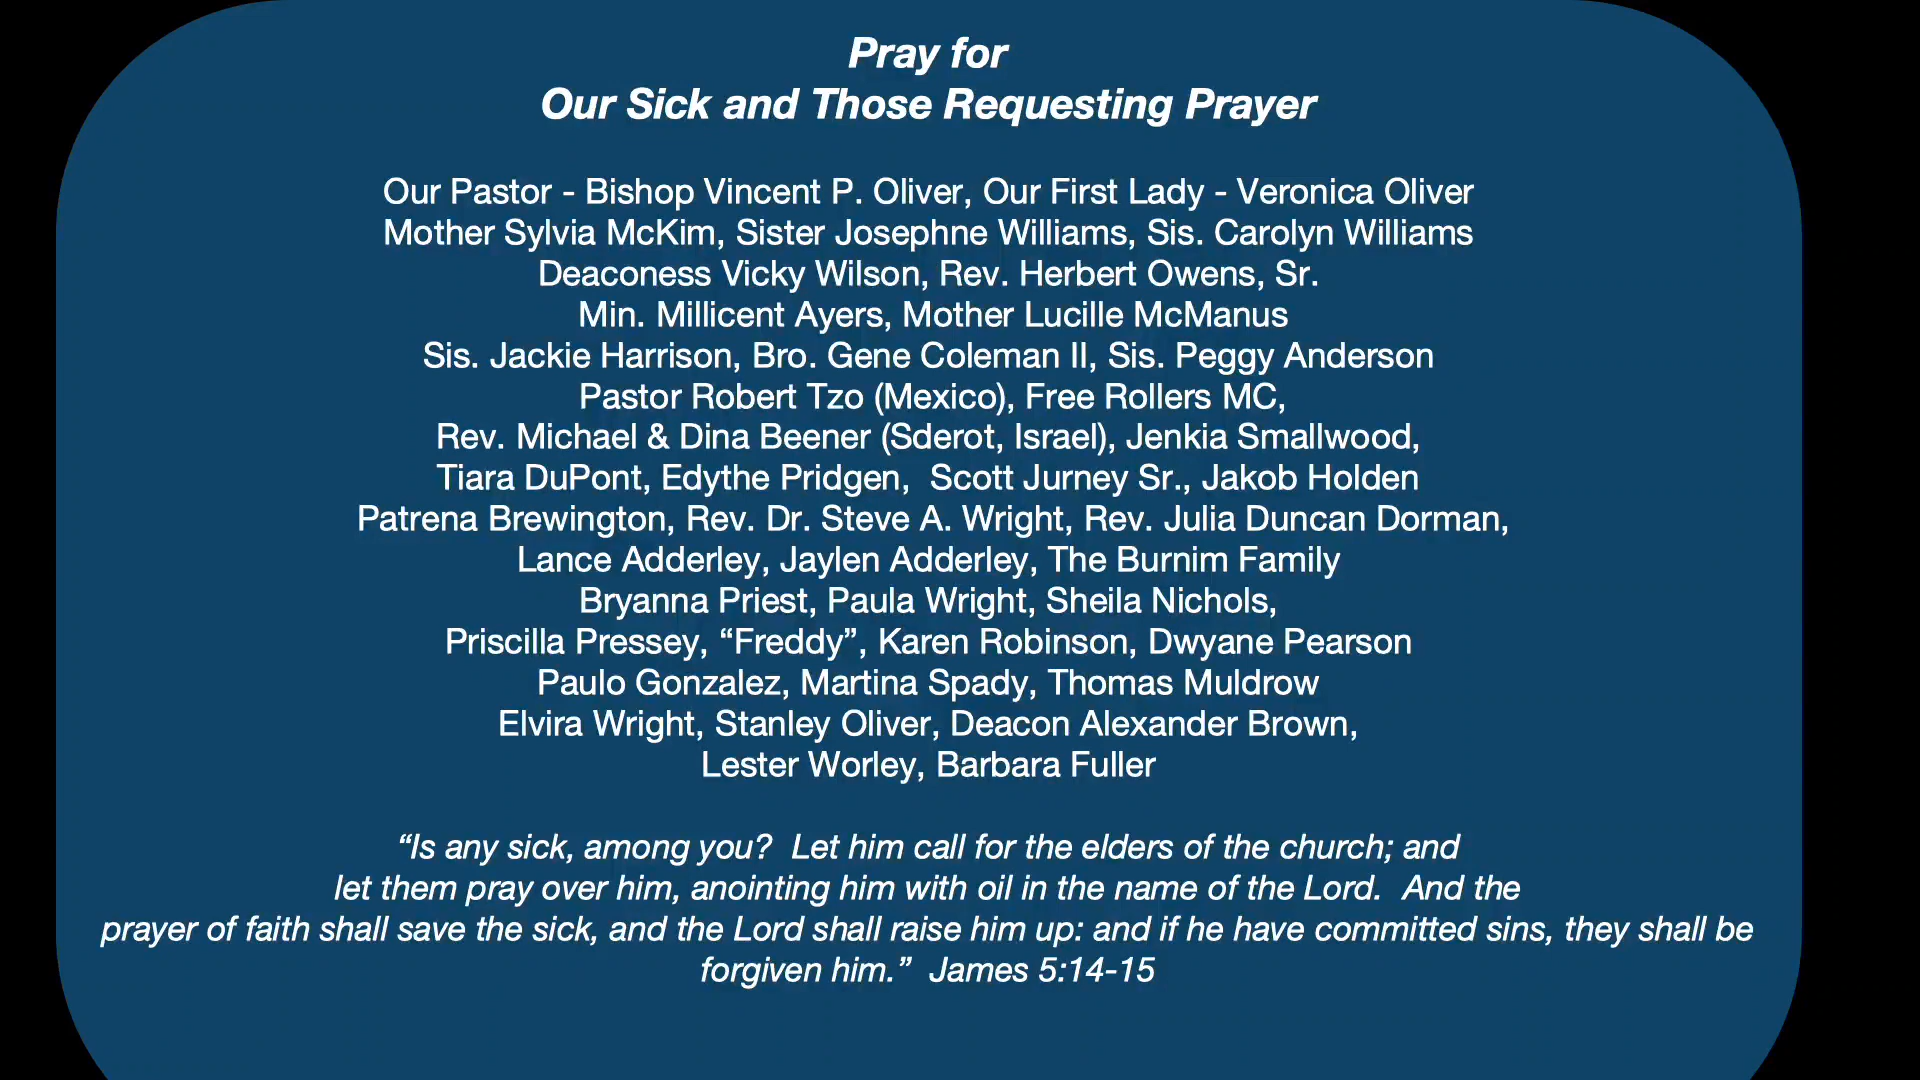 Pray for
Our Sick and Those Requesting Prayer
Our Pastor - Bishop Vincent P. Oliver, Our First Lady - Veronica Oliver
Mother Sylvia McKim, Sister Josephne Williams, Sis. Carolyn Williams
Deaconess Vicky Wilson, Rev. Herbert Owens, Sr.
Min. Millicent Ayers, Mother Lucille McManus
Sis. Jackie Harrison, Bro. Gene Coleman II, Sis. Peggy Anderson
Pastor Robert Tzo (Mexico), Free Rollers MC,
Rev. Michael & Dina Beener (Sderot, Israel), Jenkia Smallwood,
Tiara DuPont, Edythe Pridgen,  Scott Jurney Sr., Jakob Holden
Patrena Brewington, Rev. Dr. Steve A. Wright, Rev. Julia Duncan Dorman,
Lance Adderley, Jaylen Adderley, The Burnim Family
Bryanna Priest, Paula Wright, Sheila Nichols,
Priscilla Pressey, “Freddy”, Karen Robinson, Dwyane Pearson
Paulo Gonzalez, Martina Spady, Thomas Muldrow
Elvira Wright, Stanley Oliver, Deacon Alexander Brown,
Lester Worley, Barbara Fuller
“Is any sick, among you?  Let him call for the elders of the church; and
let them pray over him, anointing him with oil in the name of the Lord.  And the
prayer of faith shall save the sick, and the Lord shall raise him up: and if he have committed sins, they shall be
forgiven him.”  James 5:14-15